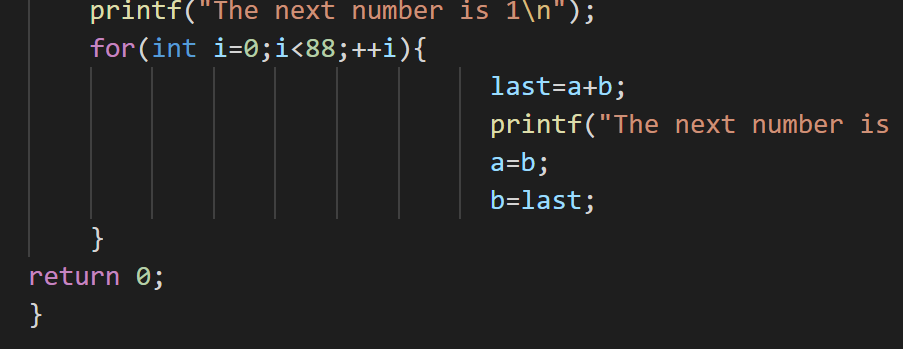 printf("The next number is 1\n");
for(int i=0;i<88;++i){
last=a+b;
printf("The next number is
a=b;
b=last;
}
return 0;
}